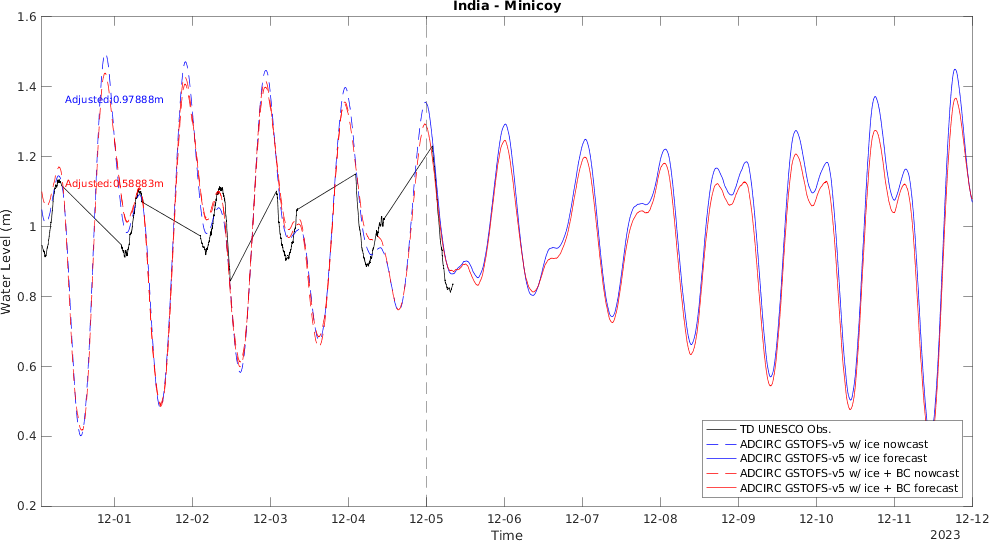 India - Minicoy
1.6
1.4
1.2
1
0.8
0.6
0.4
0.2
Water Level (m)
Adjusted:0.97888m
Adjusted:0.58883m
TD UNESCO Obs.
ADCIRC GSTOFS-v5 w/ ice nowcast
ADCIRC GSTOFS-v5 w/ ice forecast
ADCIRC GSTOFS-v5 w/ ice + BC nowcast
ADCIRC GSTOFS-v5 w/ ice + BC forecast
12-01 12-02 12-03 12-04 12-05 12-06 12-07 12-08 12-09 12-10 12-11 12-12
Time
2023